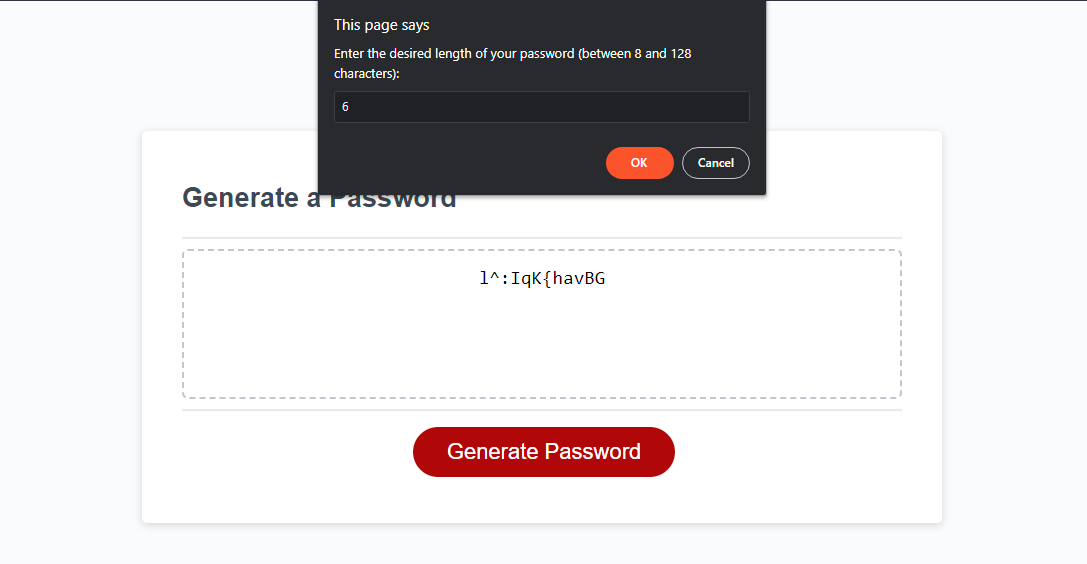 This page says
Enter the desired length of your password (between 8 and 128
characters):
6
OK
Cancel
Generate a Password
l^:IqK{havBG
Generate Password